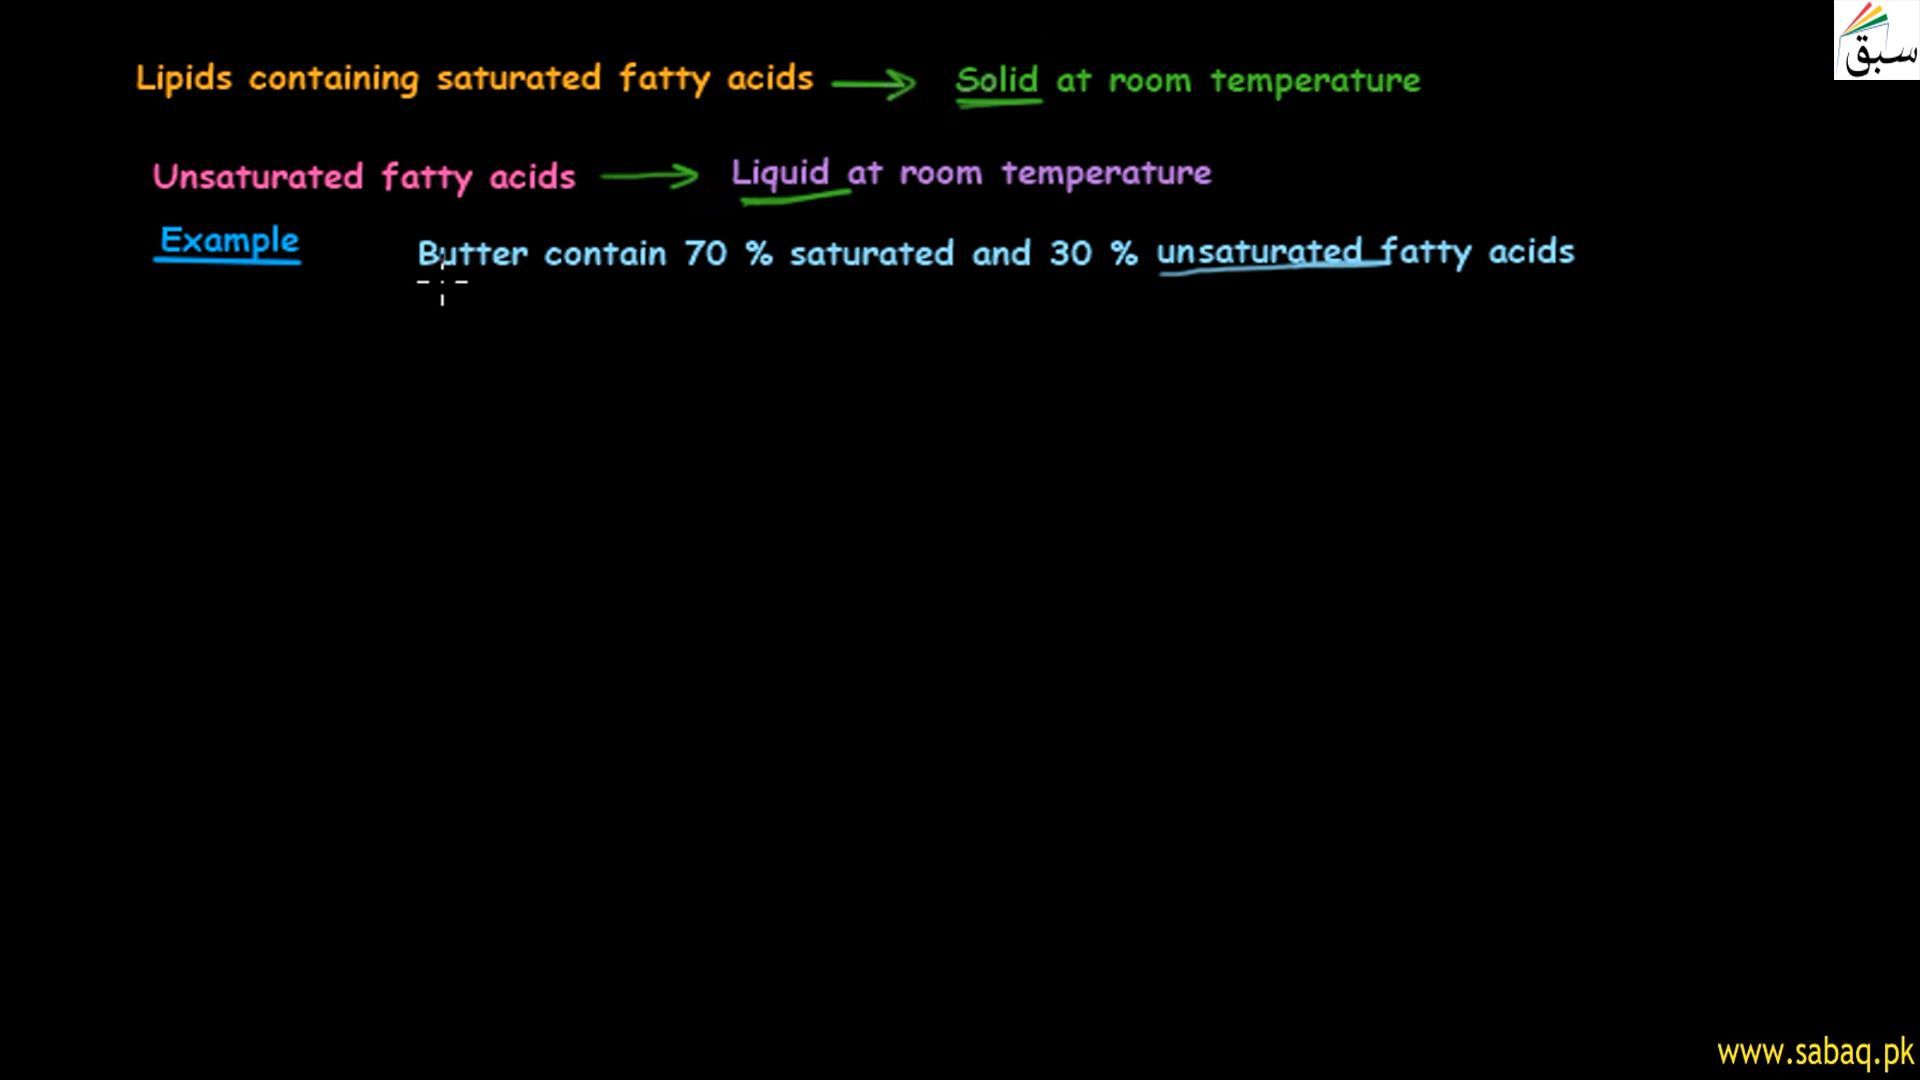 سبق
Lipids containing saturated fatty acids → Solid at room temperature
Unsaturated fatty acids → Liquid at room temperature
Example Butter contain 70 % saturated and 30 % unsaturated fatty acids
www.sabaq.pk